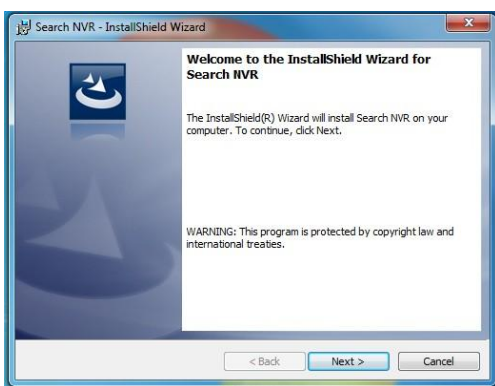 Search NVR - InstallShield Wizard
Welcome to the InstallShield Wizard for
Search NVR
The InstallShield(R) Wizard will install Search NVR on your
computer. To continue, click Next.
WARNING: This program is protected by copyright law and
international treaties.
< Back
Next >
Cancel